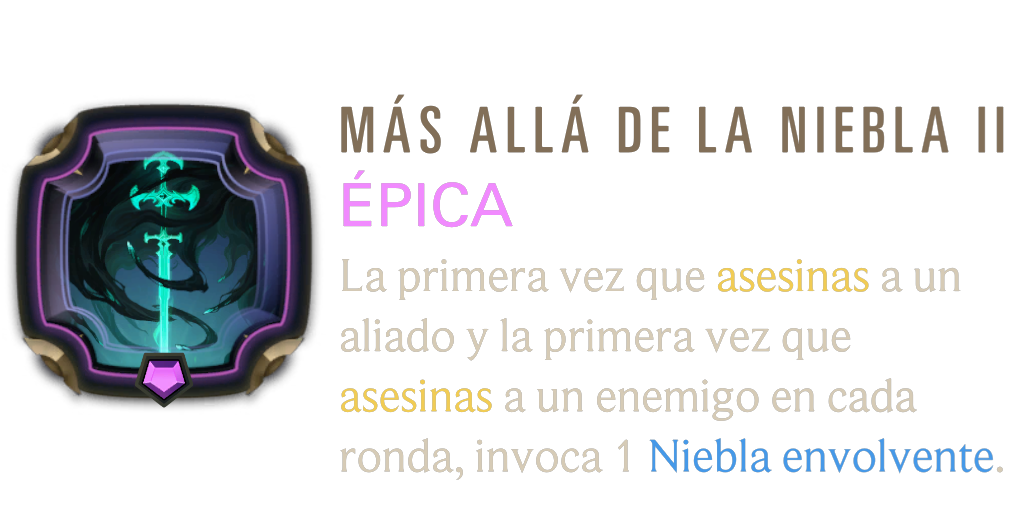 MÁS ALLÁ DE LA NIEBLA II
ÉPICA
La primera vez que asesinas a un
aliado y la primera vez que
asesinas a un enemigo en cada
ronda, invoca 1 Niebla envolvente.